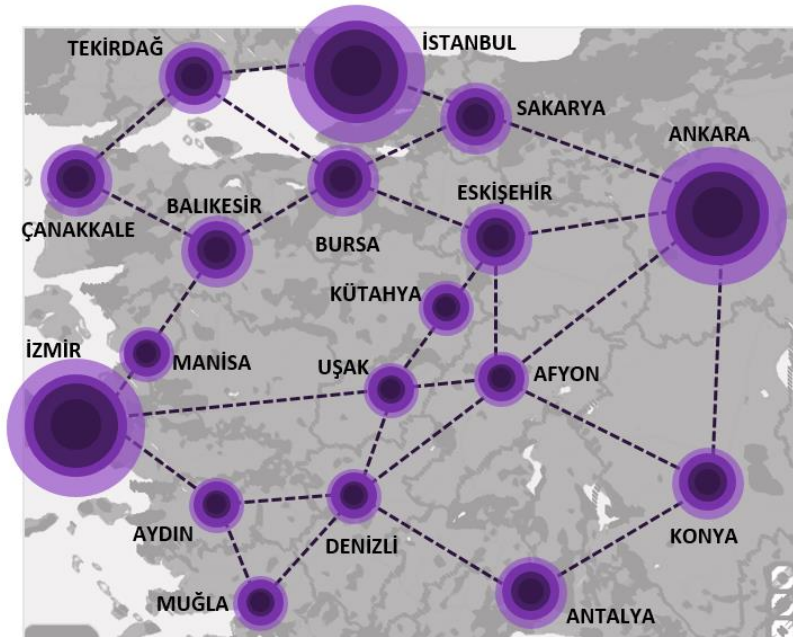 TEKİRDAĞ
İSTANBUL
SAKARYA
ANKARA
ÇANAKKALE
BALIKESİR
BURSA
ESKİŞEHİR
KÜTAHYA
İZMİR
MANİSA
UŞAK
AFYON
AYDIN
DENİZLİ
KONYA
MUĞLA
ANTALYA